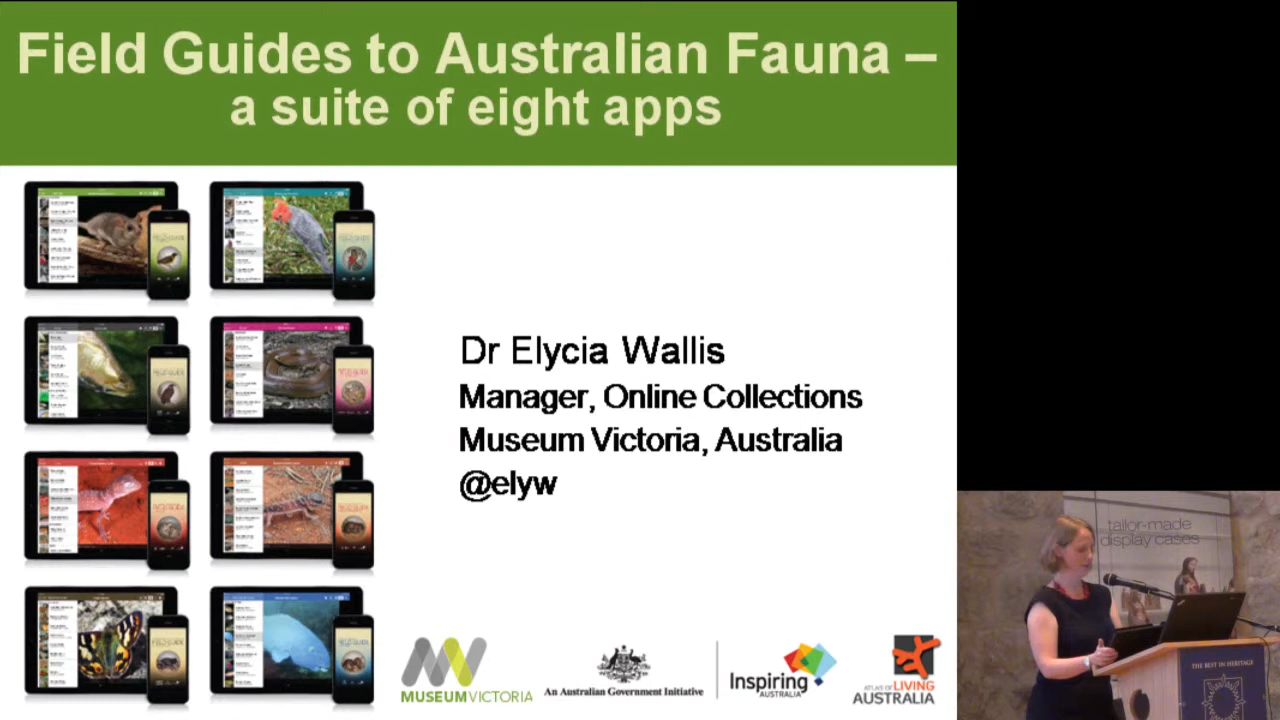 Field Guides to Australian Fauna –
a suite of eight apps
Dr Elycia Wallis
Manager, Online Collections
Museum Victoria, Australia
@elyw
MUSEUM VICTORIA
An Australian Government Initiative
Inspiring
AUSTRALIA
ATLAS OF LIVING
AUSTRALIA
tailor-made
display cases
THE BEST IN HERITAGE